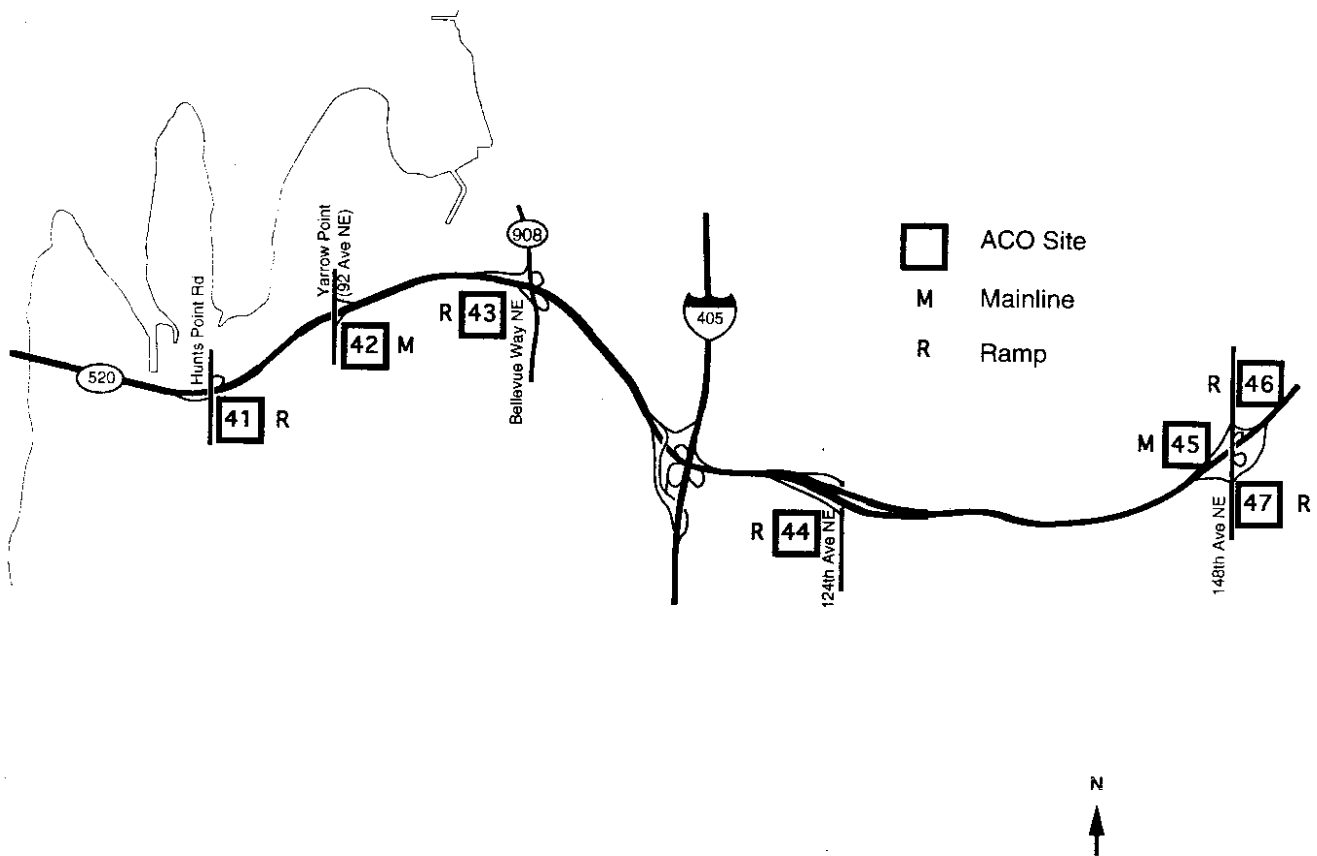 520
Hunts Point Rd
41 R
Yarrow Point
(92 Ave NE)
42 M
R 43
908
Bellevue Way NE
405
R 44
124th Ave NE
M 45
R 46
47 R
148th Ave NE
ACO Site
M Mainline
R Ramp
N